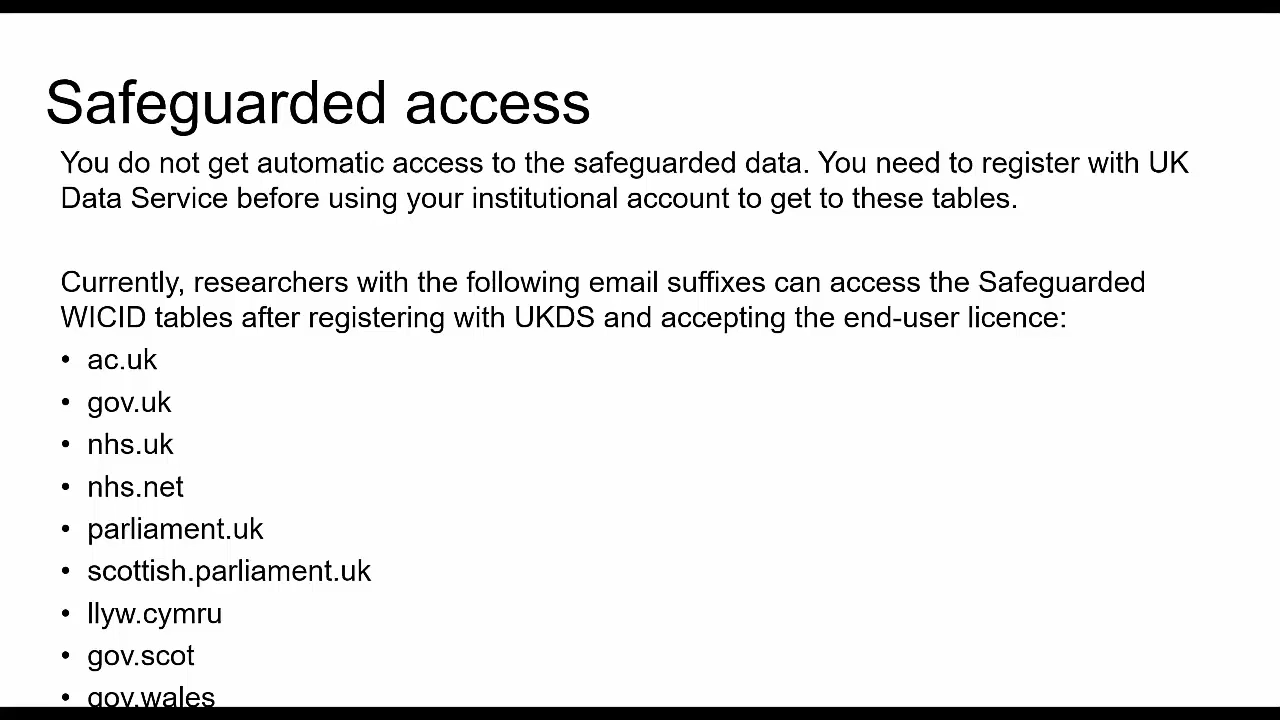 Safeguarded access
You do not get automatic access to the safeguarded data. You need to register with UK
Data Service before using your institutional account to get to these tables.
Currently, researchers with the following email suffixes can access the Safeguarded
WICID tables after registering with UKDS and accepting the end-user licence:
• ac.uk
• gov.uk
• nhs.uk
• nhs.net
• parliament.uk
• scottish.parliament.uk
• llyw.cymru
• gov.scot
• gov.wales